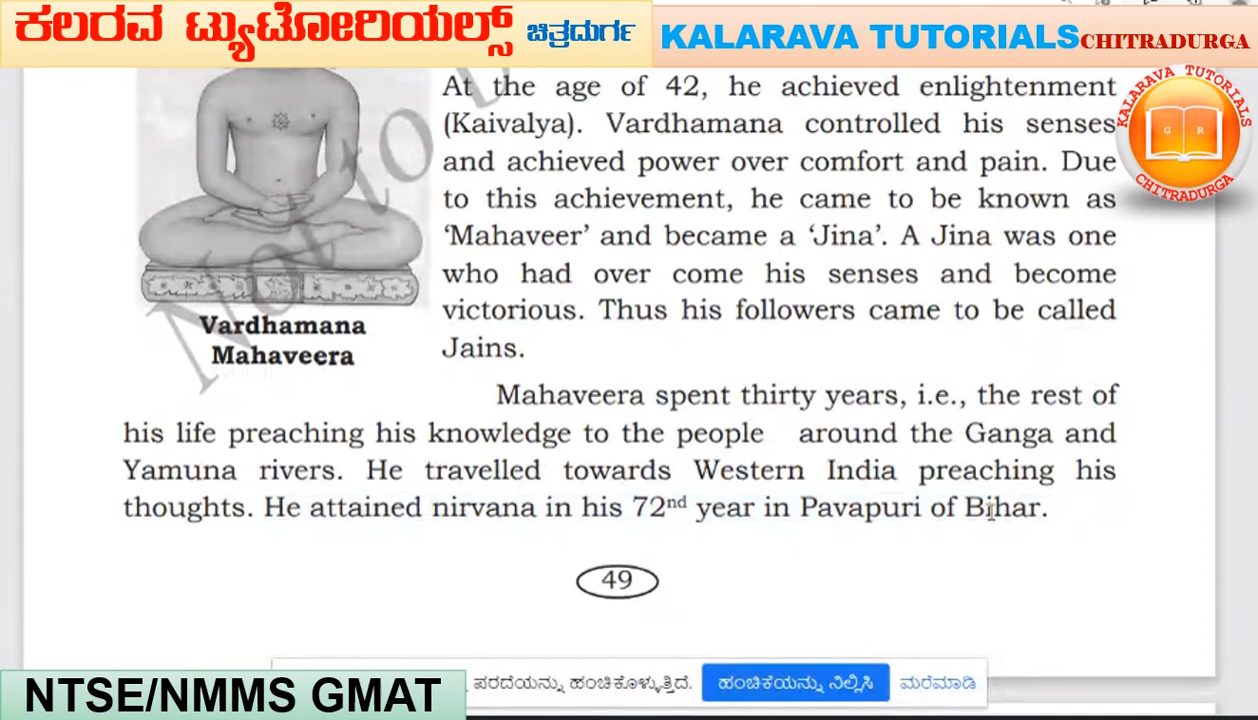 ಕಲರವ ಟ್ಯುಟೋರಿಯಲ್ಸ್ ಚಿತ್ರದುರ್ಗ
KALARAVA TUTORIALS CHITRADURGA
KALARAVA TUTORIALS
G R
CHITRADURGA
At the age of 42, he achieved enlightenment
(Kaivalya). Vardhamana controlled his senses
and achieved power over comfort and pain. Due
to this achievement, he came to be known as
‘Mahaveer’ and became a ‘Jina’. A Jina was one
who had over come his senses and become
victorious. Thus his followers came to be called
Jains.
Vardhamana
Mahaveera
Mahaveera spent thirty years, i.e., the rest of
his life preaching his knowledge to the people around the Ganga and
Yamuna rivers. He travelled towards Western India preaching his
thoughts. He attained nirvana in his 72nd year in Pavapuri of Bihar.
49
ಪರದೆಯನ್ನು ಹಂಚಿಕೊಳ್ಳುತ್ತಿದೆ. ಹಂಚಿಕೆಯನ್ನು ನಿಲ್ಲಿಸಿ ಮರೆಮಾಡಿ
NTSE/NMMS GMAT